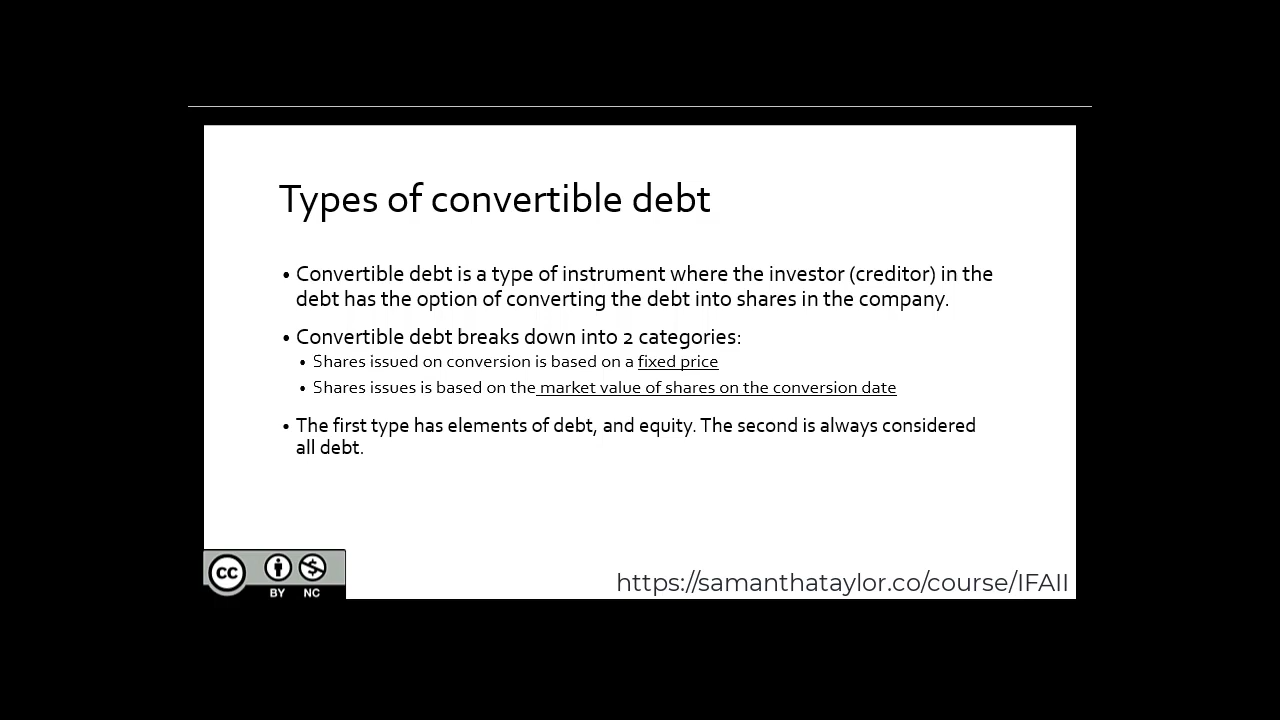 Types of convertible debt
• Convertible debt is a type of instrument where the investor (creditor) in the
debt has the option of converting the debt into shares in the company.
• Convertible debt breaks down into 2 categories:
• Shares issued on conversion is based on a fixed price
• Shares issues is based on the market value of shares on the conversion date
• The first type has elements of debt, and equity. The second is always considered
all debt.
cc
BY NC
https://samanthataylor.co/course/IFAII